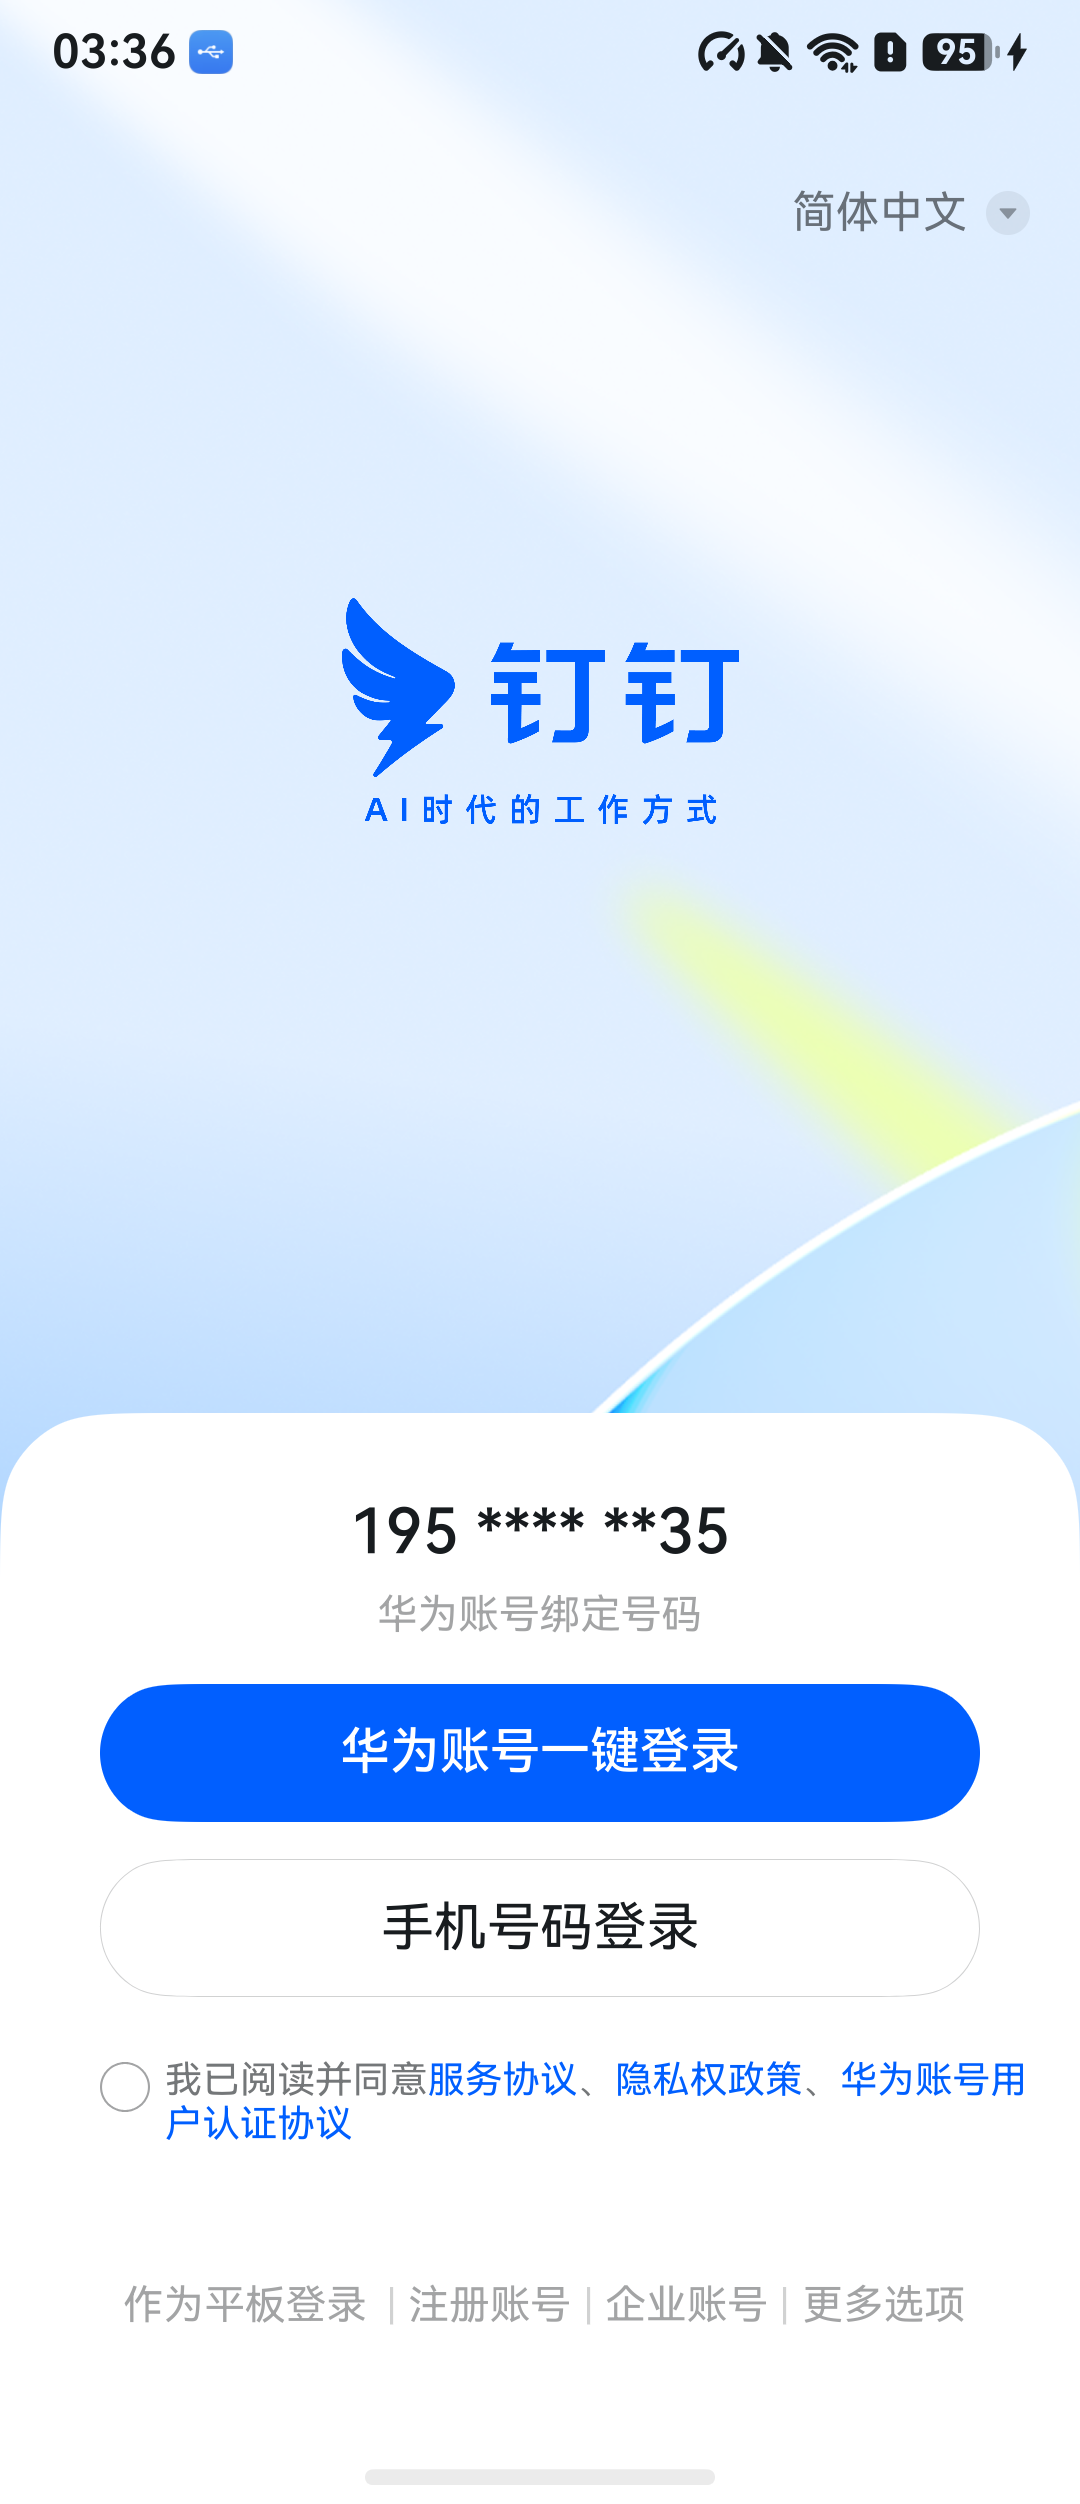 03:36
95
简体中文
钉钉
AI时代的工作方式
195 **** **35
华为账号绑定号码
华为账号一键登录
手机号码登录
我已阅读并同意服务协议、隐私权政策、华为账号用
户认证协议
作为平板登录 | 注册账号 | 企业账号 | 更多选项